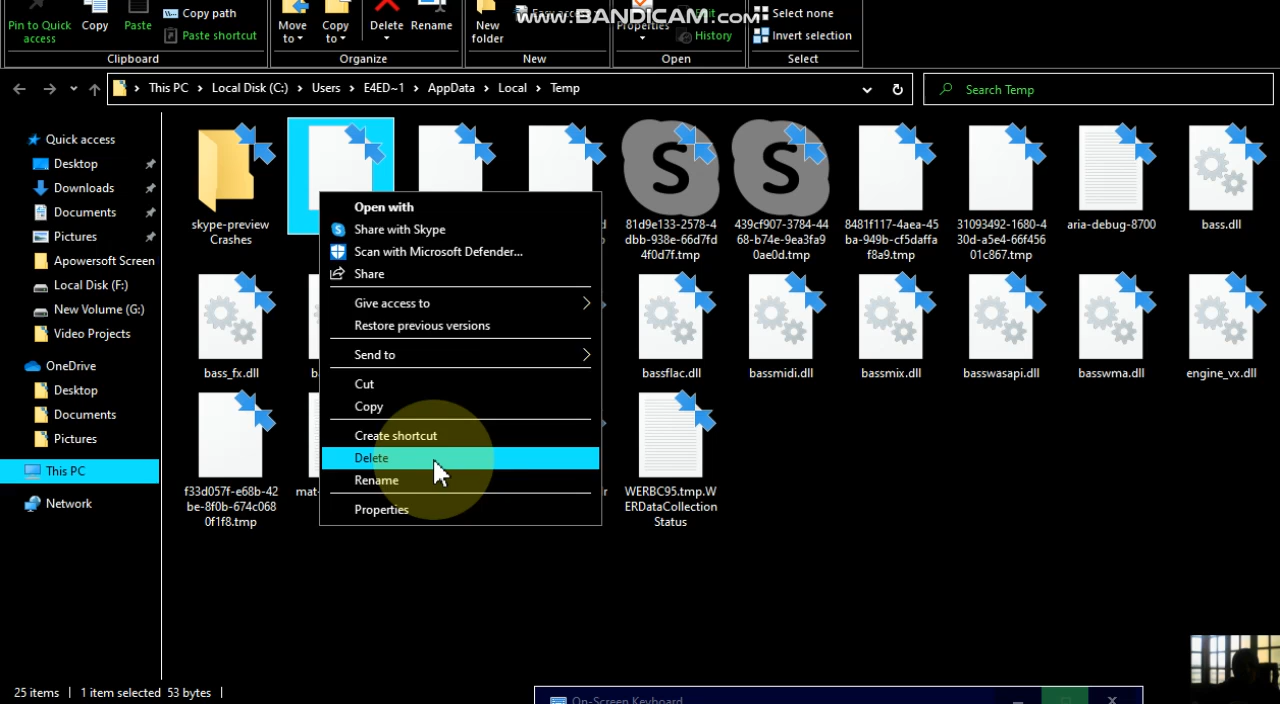 www.BANDICAM.com
Pin to Quick
access
Copy
Paste
Copy path
Paste shortcut
Move
to
Copy
to
Delete
Rename
New
folder
Properties
Edit
History
Select none
Invert selection
Clipboard
Organize
New
Open
Select
This PC
Local Disk (C:)
Users
E4ED~1
AppData
Local
Temp
Search Temp
Quick access
Desktop
Downloads
Documents
Pictures
Apowersoft Screen
Local Disk (F:)
New Volume (G:)
Video Projects
OneDrive
Desktop
Documents
Pictures
This PC
Network
skype-preview
Crashes
81d9e133-2578-4
dbb-938e-66d7fd
4f0d7f.tmp
439cf907-3784-44
68-b74e-9ea3fa9
0ae0d.tmp
8481f117-4aea-45
ba-949b-cf5daffa
f8a9.tmp
31093492-1680-4
30d-a5e4-66f456
01c867.tmp
aria-debug-8700
bass.dll
bass_fx.dll
bassflac.dll
bassmidi.dll
bassmix.dll
basswasapi.dll
basswma.dll
engine_vx.dll
f33d057f-e68b-42
be-8f0b-674c068
0f1f8.tmp
mat-
WERBC95.tmp.W
ERDataCollection
Status
Open with
Share with Skype
Scan with Microsoft Defender...
Share
Give access to
Restore previous versions
Send to
Cut
Copy
Create shortcut
Delete
Rename
Properties
25 items
1 item selected 53 bytes
On-Screen Keyboard